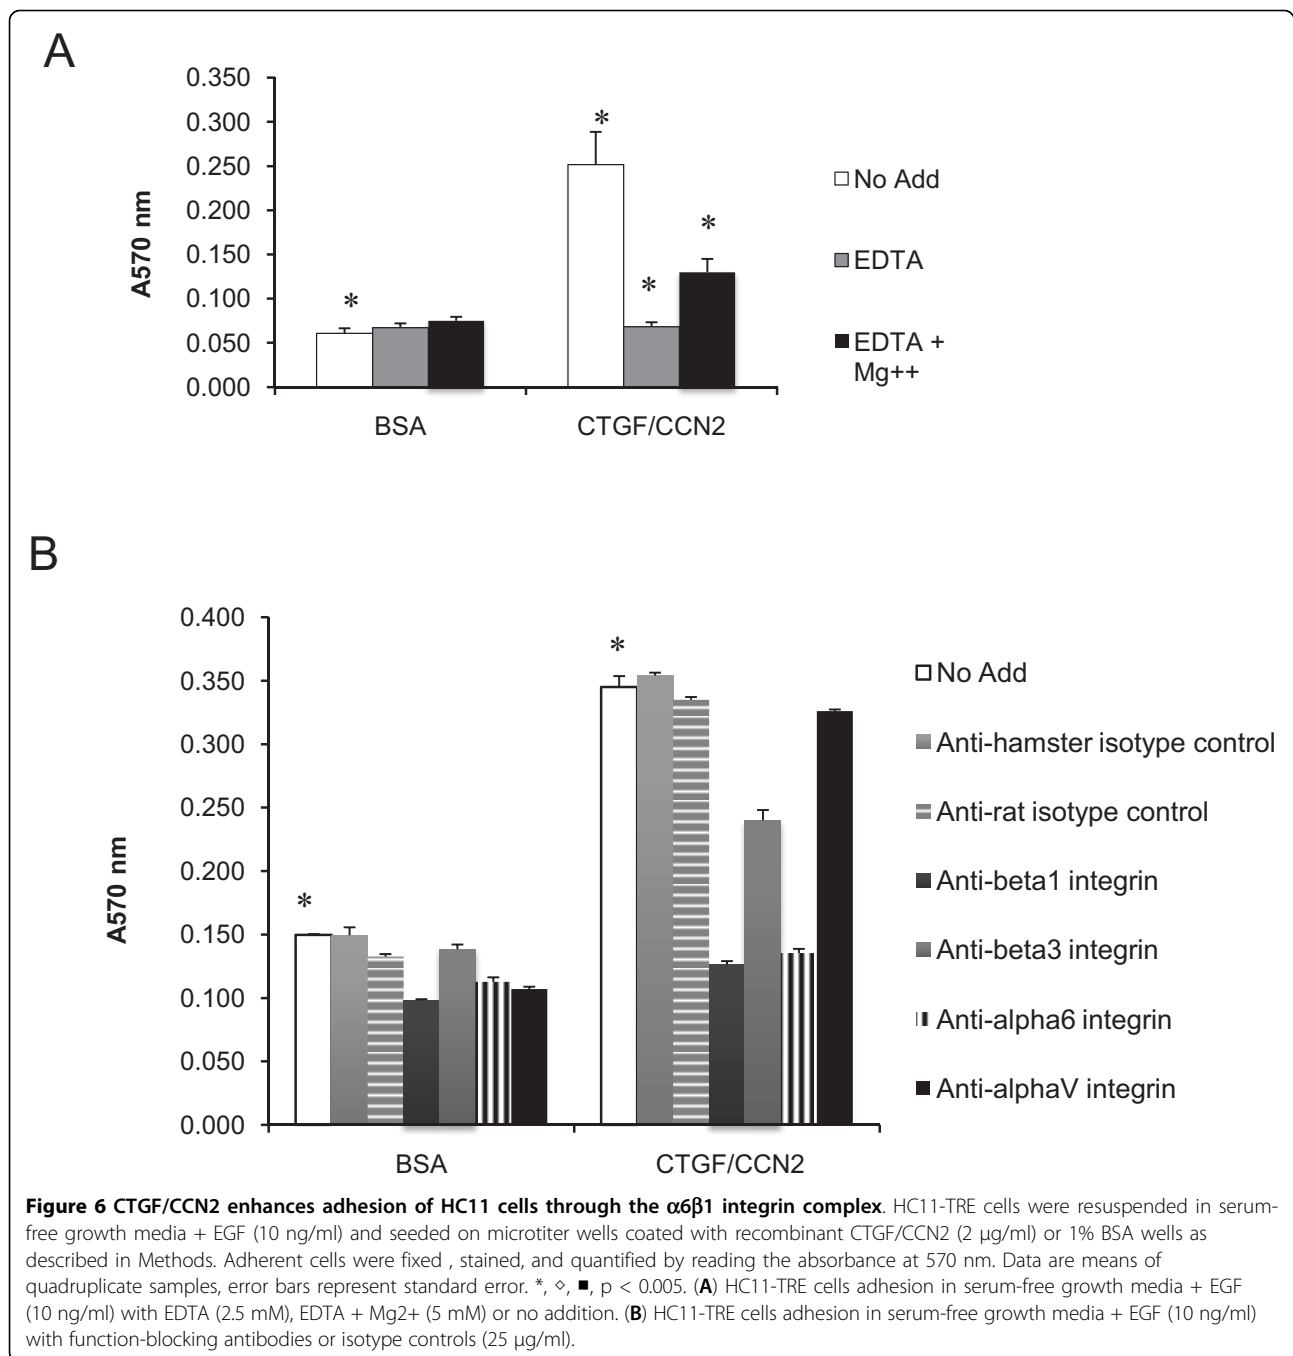 A
0.350
0.300
0.250
0.200
0.150
0.100
0.050
0.000
A570 nm
*
*
*
*
BSA
CTGF/CCN2
No Add
EDTA
EDTA +
Mg++
B
0.400
0.350
0.300
0.250
0.200
0.150
0.100
0.050
0.000
A570 nm
*
*
BSA
CTGF/CCN2
No Add
Anti-hamster isotype control
Anti-rat isotype control
Anti-beta1 integrin
Anti-beta3 integrin
Anti-alpha6 integrin
Anti-alphaV integrin
Figure 6 CTGF/CCN2 enhances adhesion of HC11 cells through the α6β1 integrin complex. HC11-TRE cells were resuspended in serum-
free growth media + EGF (10 ng/ml) and seeded on microtiter wells coated with recombinant CTGF/CCN2 (2 μg/ml) or 1% BSA wells as
described in Methods. Adherent cells were fixed , stained, and quantified by reading the absorbance at 570 nm. Data are means of
quadruplicate samples, error bars represent standard error. *, ⋄, ■, p < 0.005. (A) HC11-TRE cells adhesion in serum-free growth media + EGF
(10 ng/ml) with EDTA (2.5 mM), EDTA + Mg2+ (5 mM) or no addition. (B) HC11-TRE cells adhesion in serum-free growth media + EGF (10 ng/ml)
with function-blocking antibodies or isotype controls (25 μg/ml).